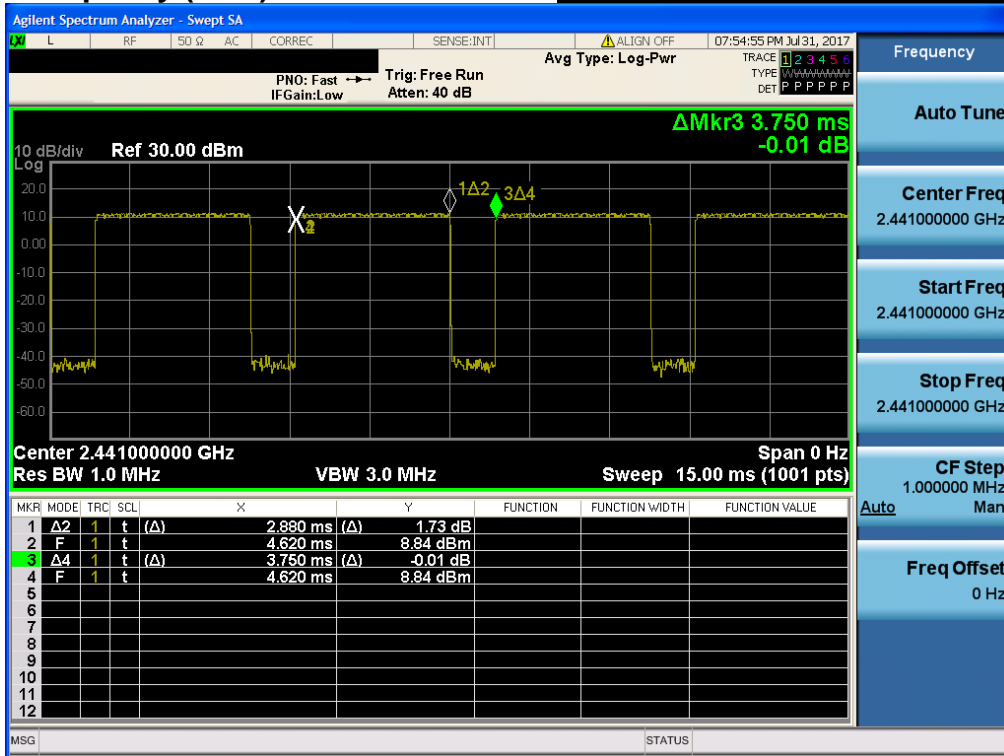 Agilent Spectrum Analyzer - Swept SA
LXI L RF 50 Ω AC CORREC SENSE:INT ALIGN OFF 07:54:55 PM Jul 31, 2017
Avg Type: Log-Pwr
TRACE 1 2 3 4 5 6
TYPE WWWWWW
DET P P P P P P
PNO: Fast
IFGain:Low
Trig: Free Run
Atten: 40 dB
ΔMkr3 3.750 ms
-0.01 dB
10 dB/div Ref 30.00 dBm
Log
20.0
10.0
0.00
-10.0
-20.0
-30.0
-40.0
-50.0
-60.0
1Δ2
3Δ4
Center 2.441000000 GHz Span 0 Hz
Res BW 1.0 MHz VBW 3.0 MHz Sweep 15.00 ms (1001 pts)
MKR MODE TRC SCL X Y FUNCTION FUNCTION WIDTH FUNCTION VALUE
1 Δ2 1 t (Δ) 2.880 ms (Δ) 1.73 dB
2 F 1 t 4.620 ms 8.84 dBm
3 Δ4 1 t (Δ) 3.750 ms (Δ) -0.01 dB
4 F 1 t 4.620 ms 8.84 dBm
5
6
7
8
9
10
11
12
MSG STATUS
Frequency
Auto Tune
Center Freq
2.441000000 GHz
Start Freq
2.441000000 GHz
Stop Freq
2.441000000 GHz
CF Step
1.000000 MHz
Auto Man
Freq Offset
0 Hz